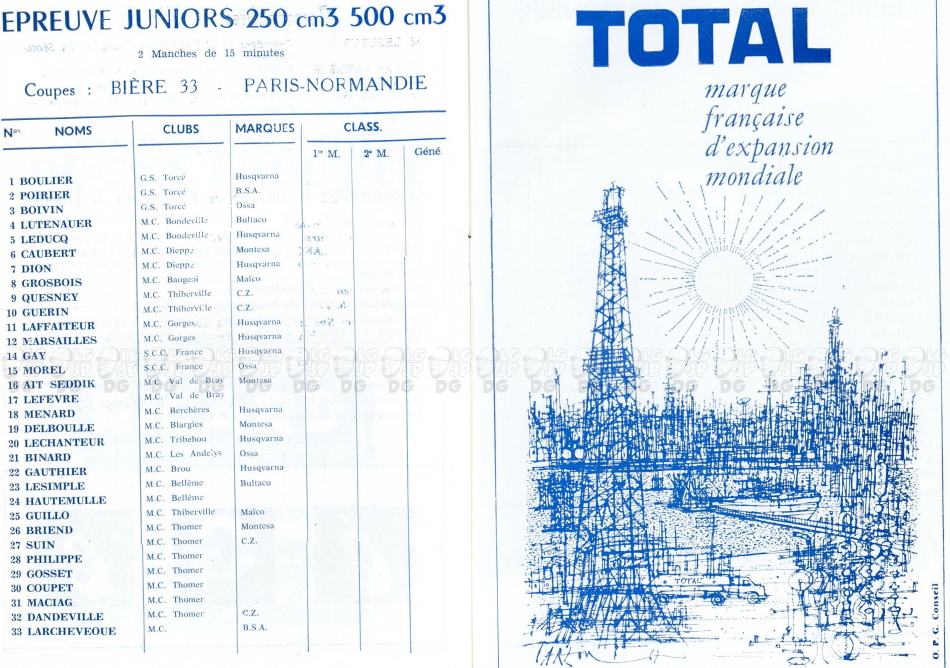 EPREUVE JUNIORS 250 cm3 500 cm3
2 Manches de 15 minutes
Coupes : BIÈRE 33 - PARIS-NORMANDIE
Nos NOMS CLUBS MARQUES CLASS.
1re M. 2e M. Géné.
1 BOULIER G.S. Torcé Husqvarna
2 POIRIER G.S. Torcé B.S.A.
3 BOIVIN G.S. Torcé Ossa
4 LUTENAUER M.C. Bondeville Bultaco
5 LEDUCQ M.C. Bondeville Husqvarna
6 CAUBERT M.C. Dieppe Montesa
7 DION M.C. Dieppe Husqvarna
8 GROSBOIS M.C. Baugeoi Maïco
9 QUESNEY M.C. Thiberville C.Z.
10 GUERIN M.C. Thiberville C.Z.
11 LAFFAITEUR M.C. Gorges Husqvarna
12 MARSAILLES M.C. Gorges Husqvarna
14 GAY S.C.C. France Husqvarna
15 MOREL S.C.C. France Ossa
16 AIT SEDDIK M.C. Val de Bray Montesa
17 LEFEVRE M.C. Val de Bray
18 MENARD M.C. Berchères Husqvarna
19 DELBOULLE M.C. Blargies Montesa
20 LECHANTEUR M.C. Tribehou Husqvarna
21 BINARD M.C. Les Andelys Ossa
22 GAUTHIER M.C. Brou Husqvarna
23 LESIMPLE M.C. Bellême Bultaco
24 HAUTEMULLE M.C. Bellême
25 GUILLO M.C. Thiberville Maïco
26 BRIEND M.C. Thomer Montesa
27 SUIN M.C. Thomer C.Z.
28 PHILIPPE M.C. Thomer
29 GOSSET M.C. Thomer
30 COUPET M.C. Thomer
31 MACIAG M.C. Thomer
32 DANDEVILLE M.C. Thomer C.Z.
33 LARCHEVEOUE M.C. B.S.A.
TOTAL
marque
française
d'expansion
mondiale
TOTAL
O.P.G. Conseil